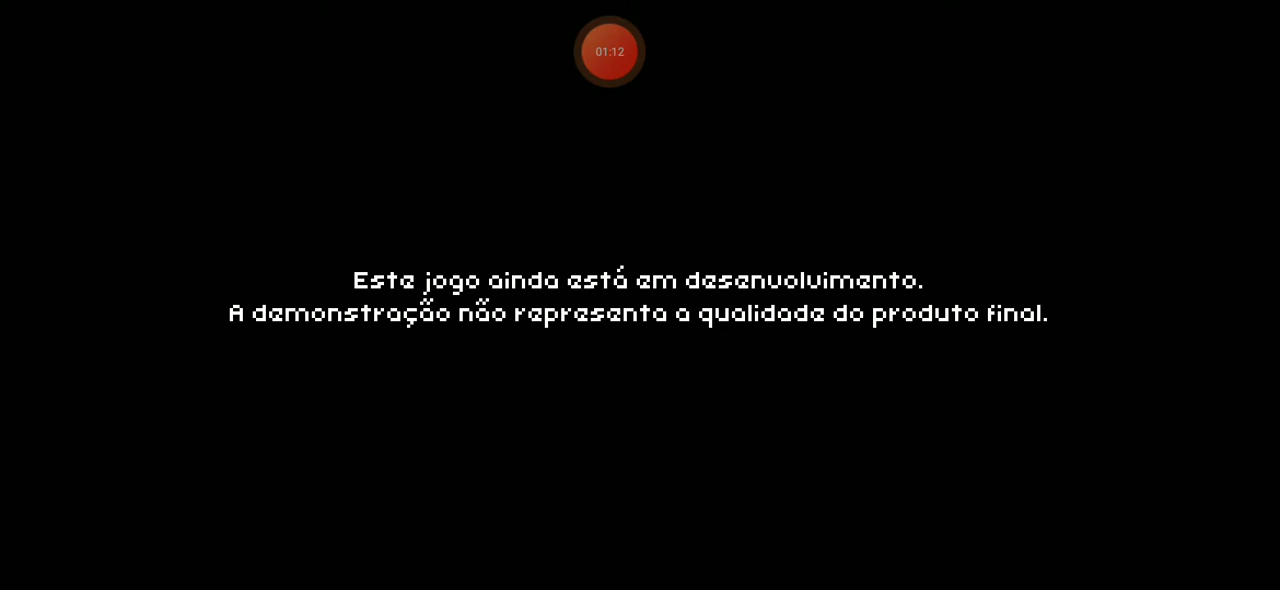 01:12
Este jogo ainda está em desenvolvimento.
A demonstração não representa a qualidade do produto final.